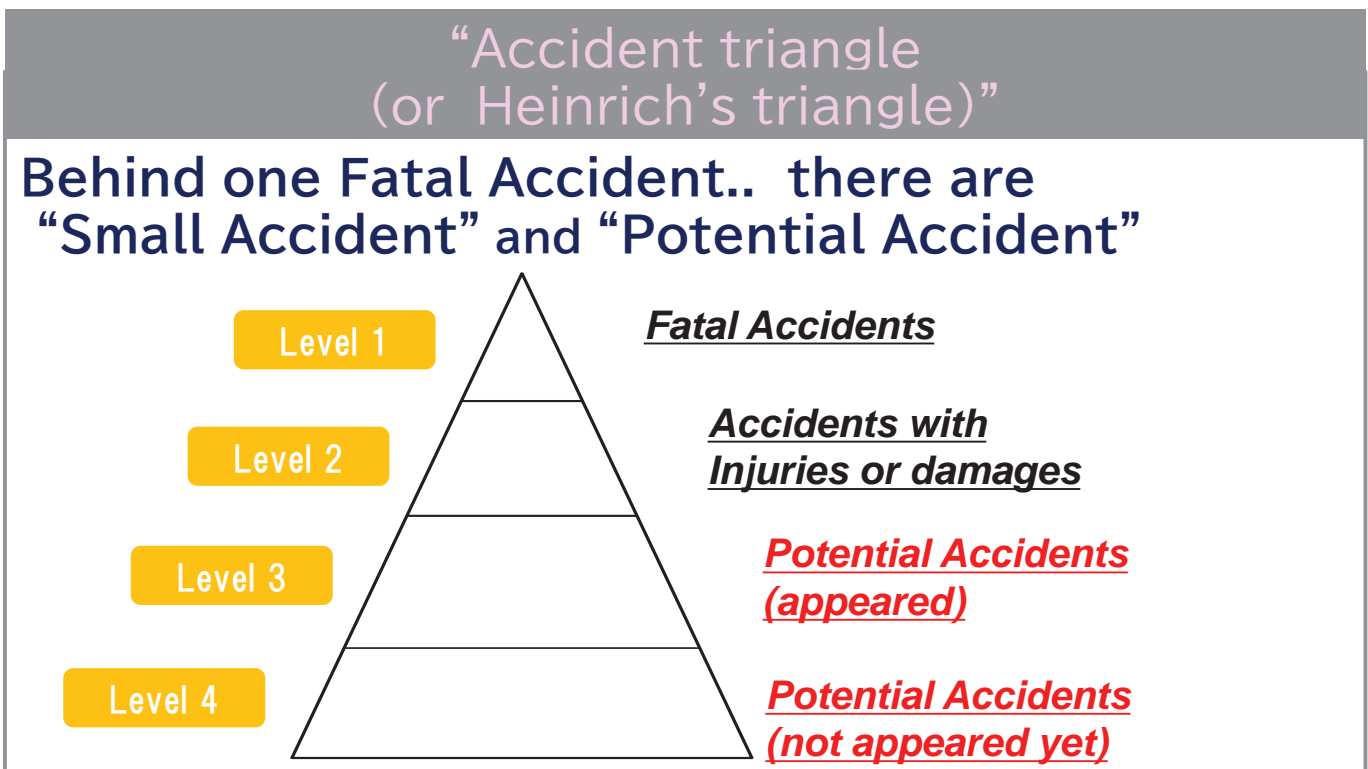 “Accident triangle
(or Heinrich’s triangle)”
Behind one Fatal Accident.. there are
“Small Accident” and “Potential Accident”
Level 1
Fatal Accidents
Level 2
Accidents with
Injuries or damages
Level 3
Potential Accidents
(appeared)
Level 4
Potential Accidents
(not appeared yet)